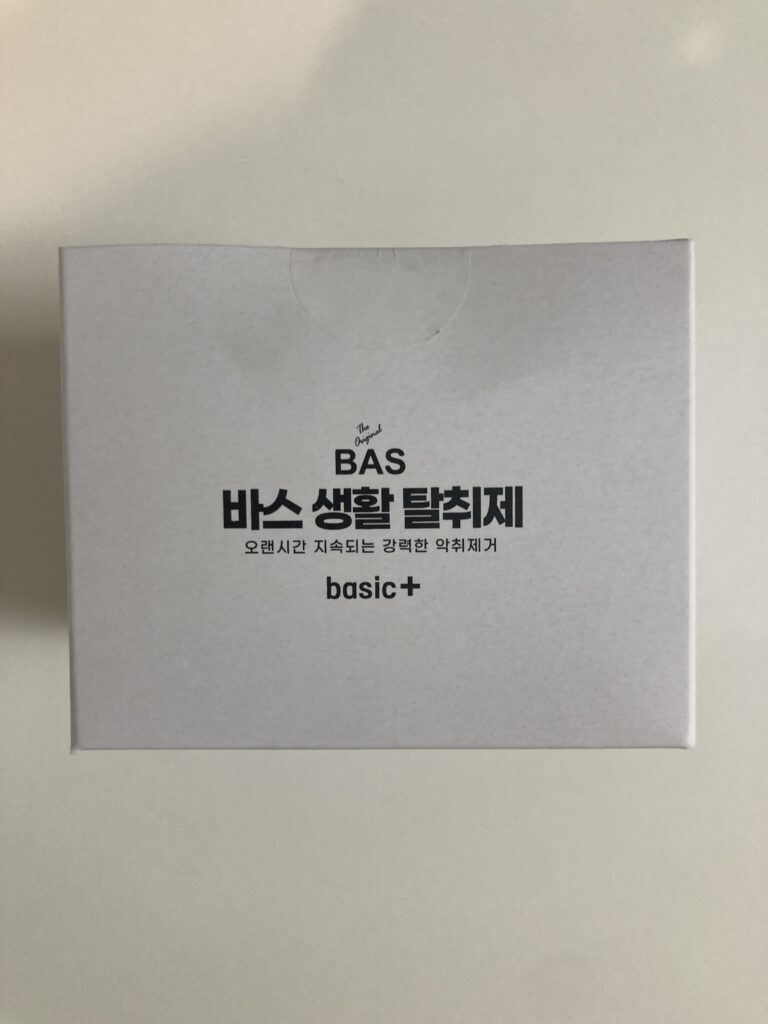 The
Original
BAS
바스 생활 탈취제
오랜시간 지속되는 강력한 악취제거
basic+